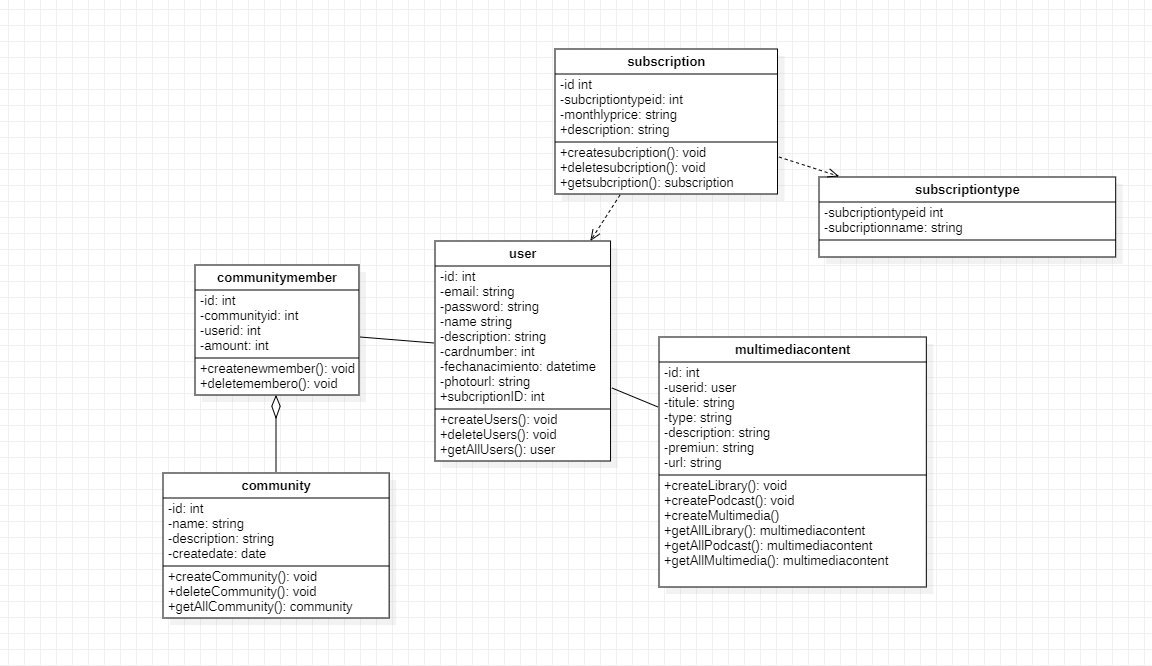 subscription
-id int
-subcriptiontypeid: int
-monthlyprice: string
+description: string
+createsubcription(): void
+deletesubcription(): void
+getsubcription(): subscription
subscriptiontype
-subcriptiontypeid int
-subcriptionname: string
user
-id: int
-email: string
-password: string
-name string
-description: string
-cardnumber: int
-fechanacimiento: datetime
-photourl: string
+subcriptionID: int
+createUsers(): void
+deleteUsers(): void
+getAllUsers(): user
communitymember
-id: int
-communityid: int
-userid: int
-amount: int
+createnewmember(): void
+deletemembero(): void
multimediacontent
-id: int
-userid: user
-titule: string
-type: string
-description: string
-premiun: string
-url: string
+createLibrary(): void
+createPodcast(): void
+createMultimedia()
+getAllLibrary(): multimediacontent
+getAllPodcast(): multimediacontent
+getAllMultimedia(): multimediacontent
community
-id: int
-name: string
-description: string
-createdate: date
+createCommunity(): void
+deleteCommunity(): void
+getAllCommunity(): community